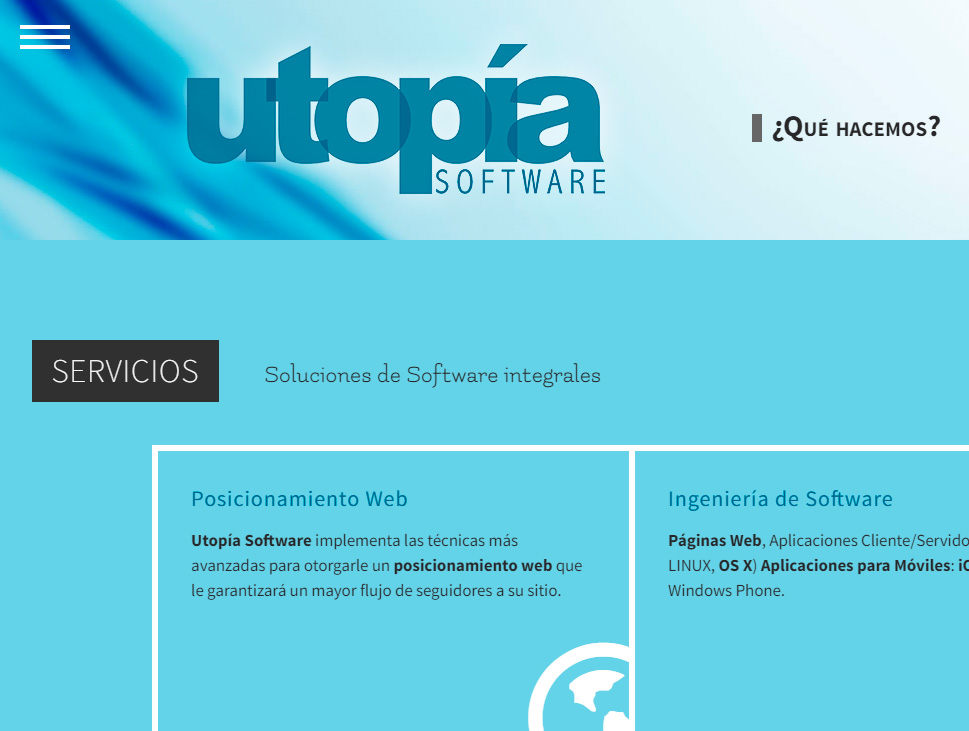 utopía
SOFTWARE
¿QUÉ HACEMOS?
SERVICIOS
Soluciones de Software integrales
Posicionamiento Web
Utopía Software implementa las técnicas más
avanzadas para otorgarle un posicionamiento web que
le garantizará un mayor flujo de seguidores a su sitio.
Ingeniería de Software
Páginas Web, Aplicaciones Cliente/Servido
LINUX, OS X) Aplicaciones para Móviles:
Windows Phone.